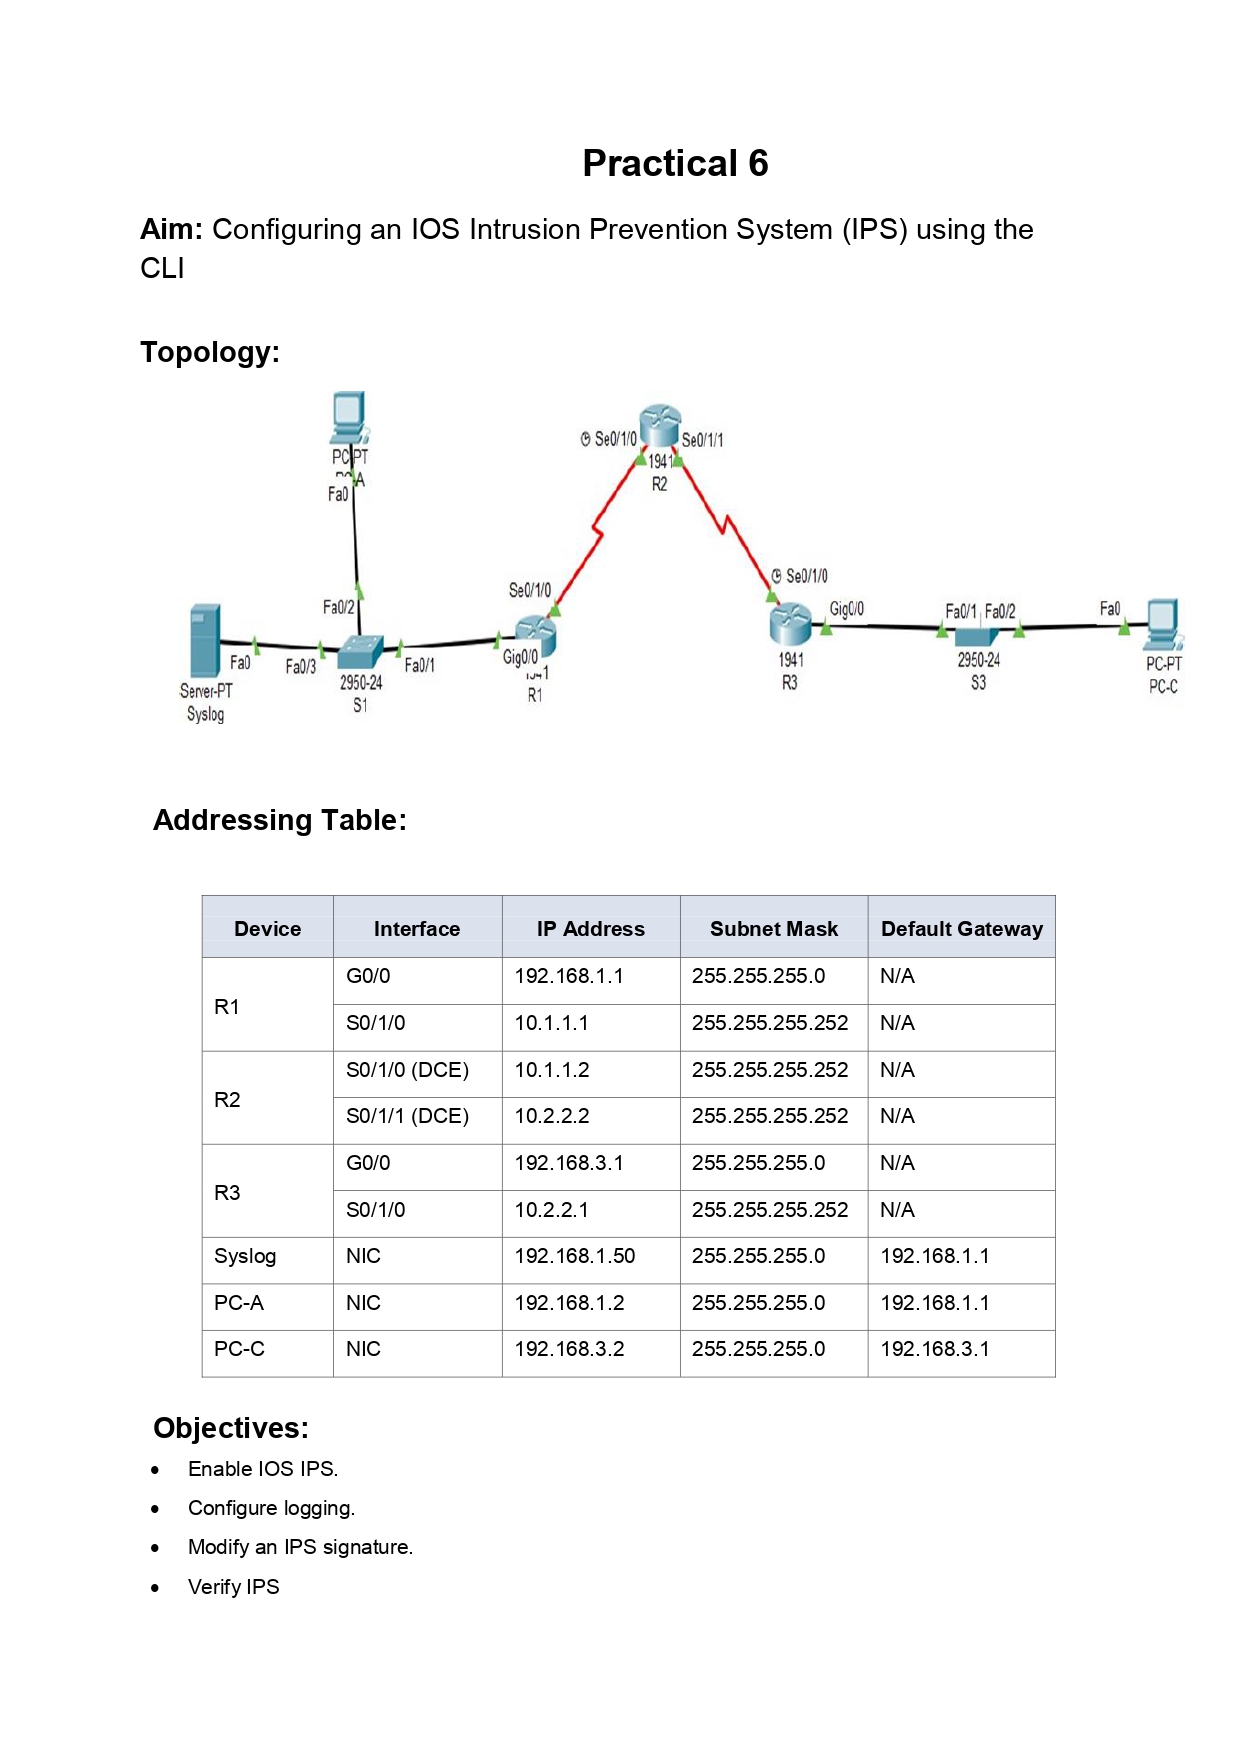 Practical 6
Aim: Configuring an IOS Intrusion Prevention System (IPS) using the
CLI
Topology:
PC-PT
Fa0
Fa0/2
Fa0
Fa0/3
Fa0/1
Server-PT
Syslog
2950-24
S1
Se0/1/0
Gig0/0
R1
Se0/1/0
Se0/1/1
1941
R2
Se0/1/0
Gig0/0
1941
R3
Fa0/1
Fa0/2
2950-24
S3
Fa0
PC-PT
PC-C
Addressing Table:
Device Interface IP Address Subnet Mask Default Gateway
R1 G0/0 192.168.1.1 255.255.255.0 N/A
S0/1/0 10.1.1.1 255.255.255.252 N/A
R2 S0/1/0 (DCE) 10.1.1.2 255.255.255.252 N/A
S0/1/1 (DCE) 10.2.2.2 255.255.255.252 N/A
R3 G0/0 192.168.3.1 255.255.255.0 N/A
S0/1/0 10.2.2.1 255.255.255.252 N/A
Syslog NIC 192.168.1.50 255.255.255.0 192.168.1.1
PC-A NIC 192.168.1.2 255.255.255.0 192.168.1.1
PC-C NIC 192.168.3.2 255.255.255.0 192.168.3.1
Objectives:
• Enable IOS IPS.
• Configure logging.
• Modify an IPS signature.
• Verify IPS